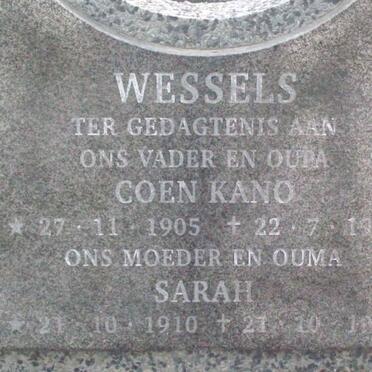 WESSELS
TER GEDAGTENIS AAN
ONS VADER EN OUPA
COEN KANO
★ 27 · 11 · 1905 ✝ 22 · 7 ·
ONS MOEDER EN OUMA
SARAH
★ 21 · 10 · 1910 ✝ 21 · 10 ·